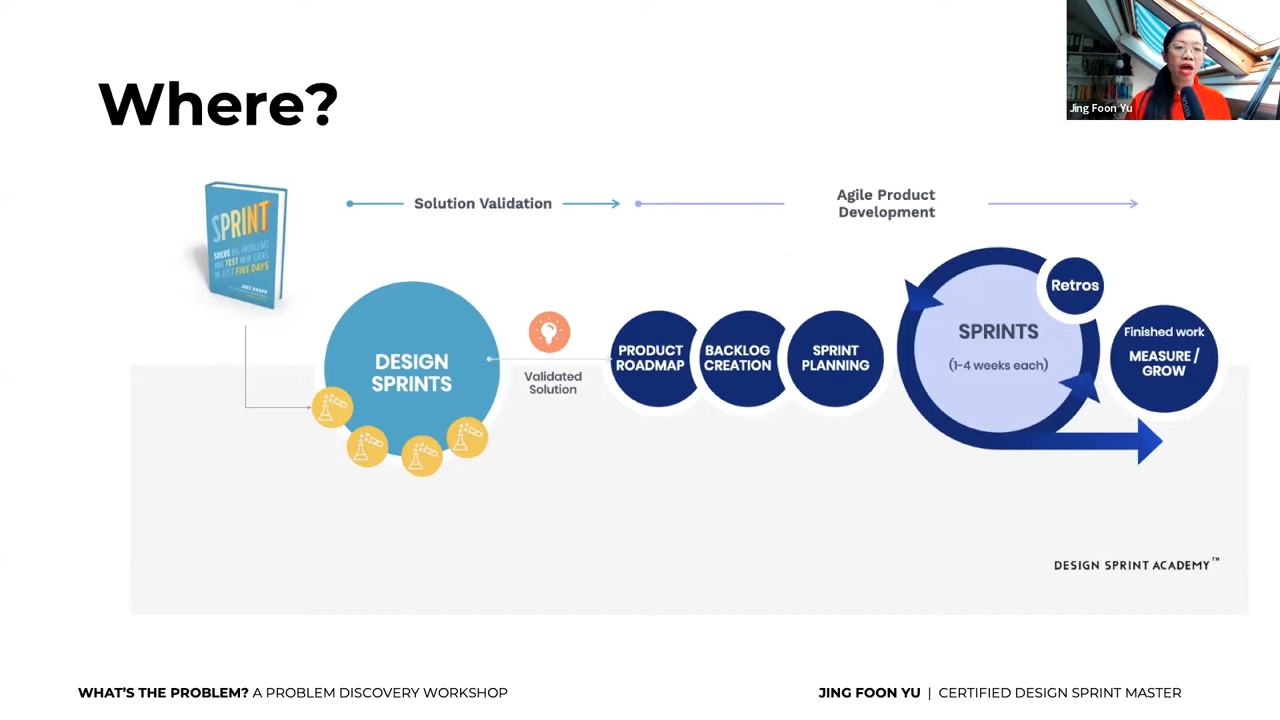 Where?
Jing Foon Yu
SPRINT
SOLVE BIG PROBLEMS
AND TEST NEW IDEAS
IN JUST FIVE DAYS
JAKE KNAPP
Solution Validation
Agile Product
Development
DESIGN
SPRINTS
Validated
Solution
PRODUCT
ROADMAP
BACKLOG
CREATION
SPRINT
PLANNING
SPRINTS
(1-4 weeks each)
Retros
Finished work
MEASURE /
GROW
DESIGN SPRINT ACADEMY™
WHAT'S THE PROBLEM? A PROBLEM DISCOVERY WORKSHOP
JING FOON YU | CERTIFIED DESIGN SPRINT MASTER